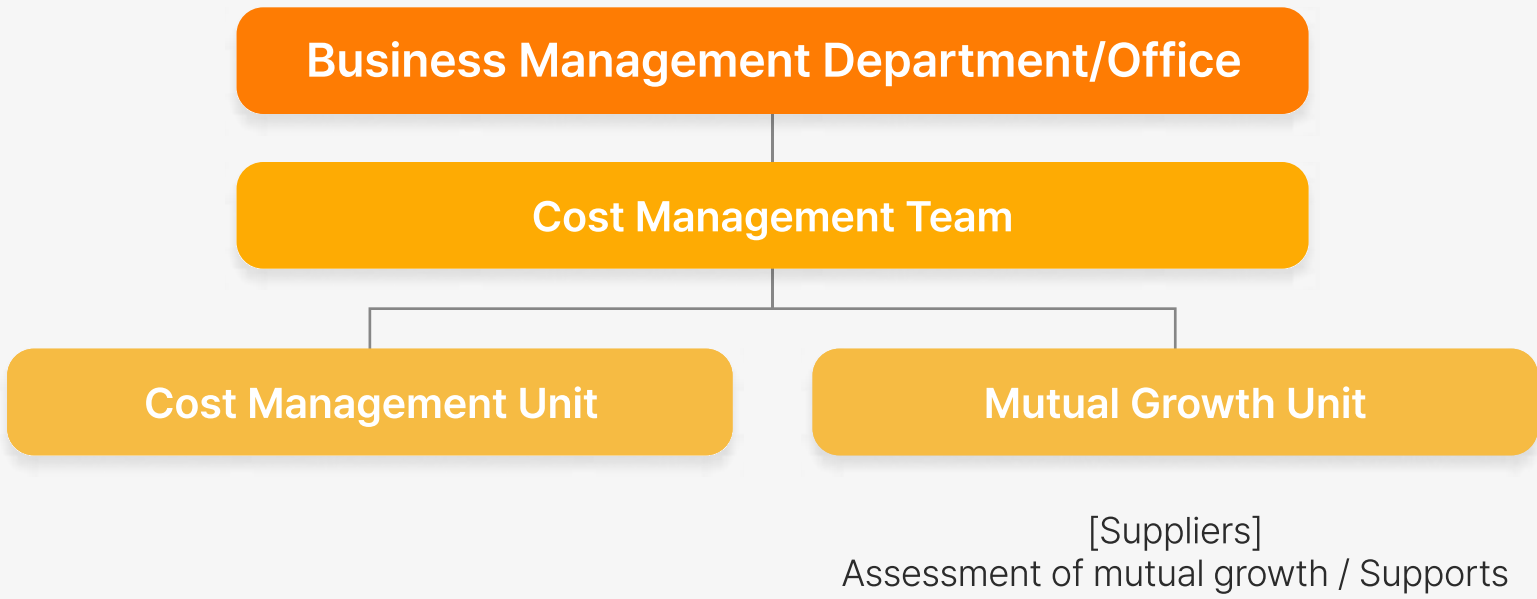 Business Management Department/Office
Cost Management Team
Cost Management Unit
Mutual Growth Unit
[Suppliers]
Assessment of mutual growth / Supports